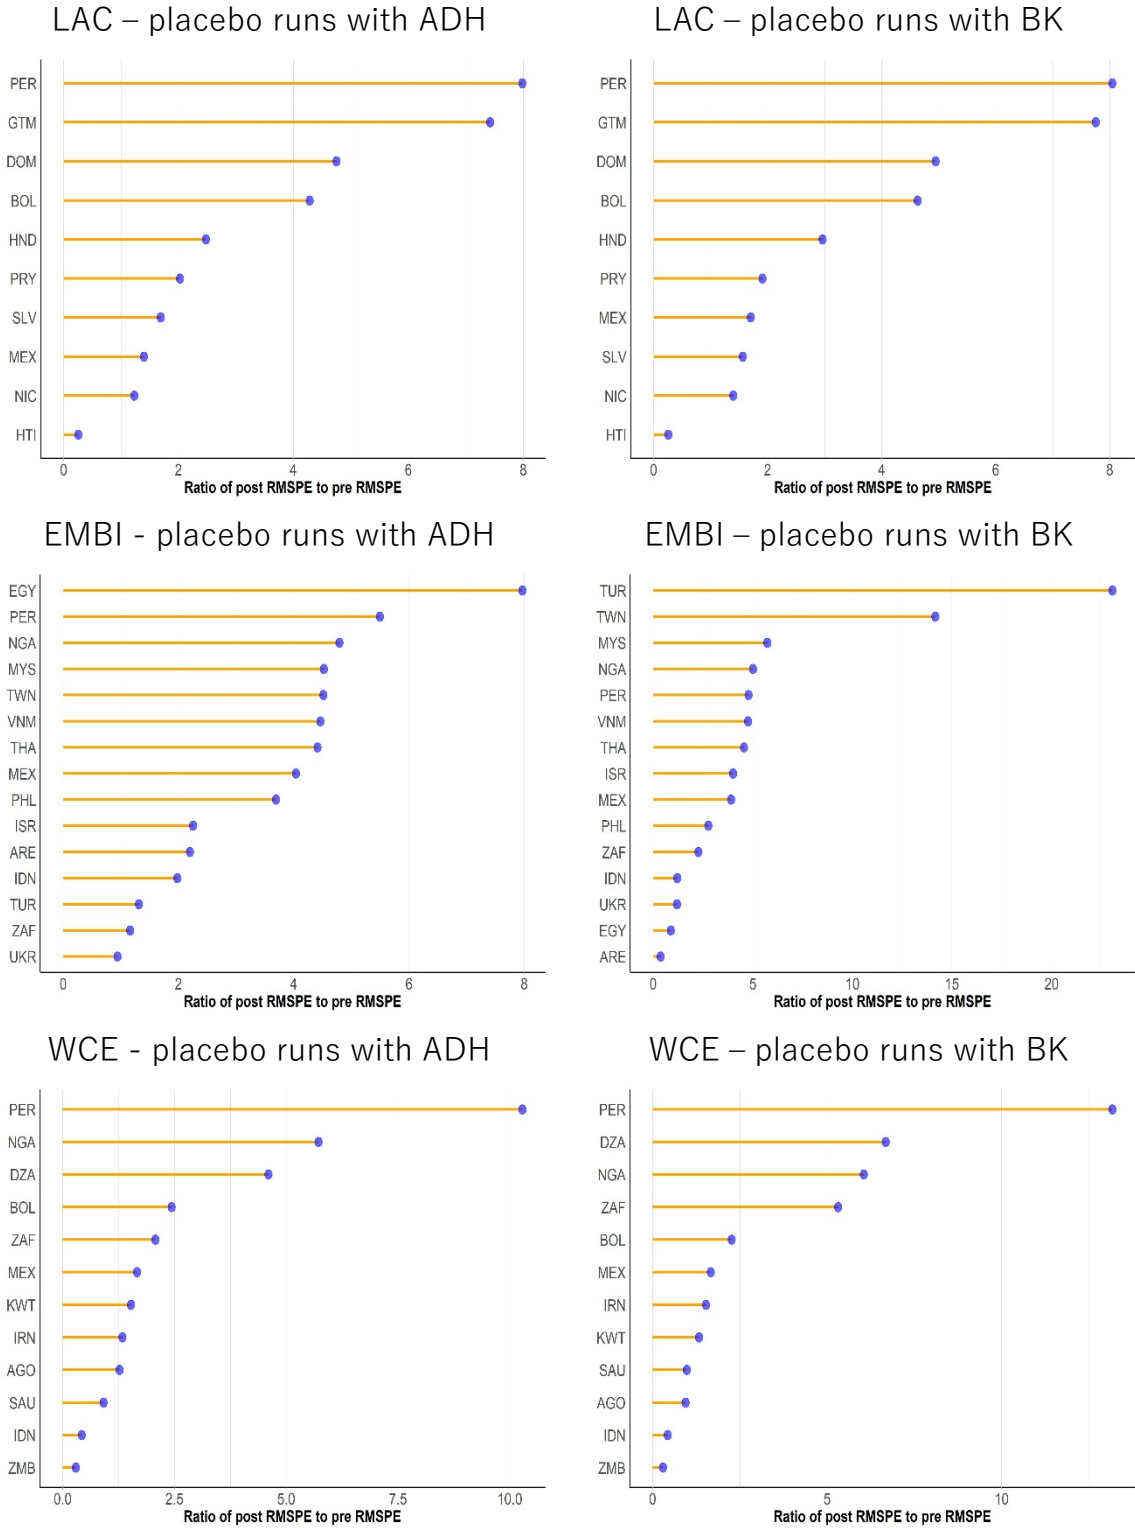 LAC – placebo runs with ADH
PER
GTM
DOM
BOL
HND
PRY
SLV
MEX
NIC
HTI
0 2 4 6 8
Ratio of post RMSPE to pre RMSPE
LAC – placebo runs with BK
PER
GTM
DOM
BOL
HND
PRY
MEX
SLV
NIC
HTI
0 2 4 6 8
Ratio of post RMSPE to pre RMSPE
EMBI - placebo runs with ADH
EGY
PER
NGA
MYS
TWN
VNM
THA
MEX
PHL
ISR
ARE
IDN
TUR
ZAF
UKR
0 2 4 6 8
Ratio of post RMSPE to pre RMSPE
EMBI – placebo runs with BK
TUR
TWN
MYS
NGA
PER
VNM
THA
ISR
MEX
PHL
ZAF
IDN
UKR
EGY
ARE
0 5 10 15 20
Ratio of post RMSPE to pre RMSPE
WCE - placebo runs with ADH
PER
NGA
DZA
BOL
ZAF
MEX
KWT
IRN
AGO
SAU
IDN
ZMB
0.0 2.5 5.0 7.5 10.0
Ratio of post RMSPE to pre RMSPE
WCE – placebo runs with BK
PER
DZA
NGA
ZAF
BOL
MEX
IRN
KWT
SAU
AGO
IDN
ZMB
0 5 10
Ratio of post RMSPE to pre RMSPE